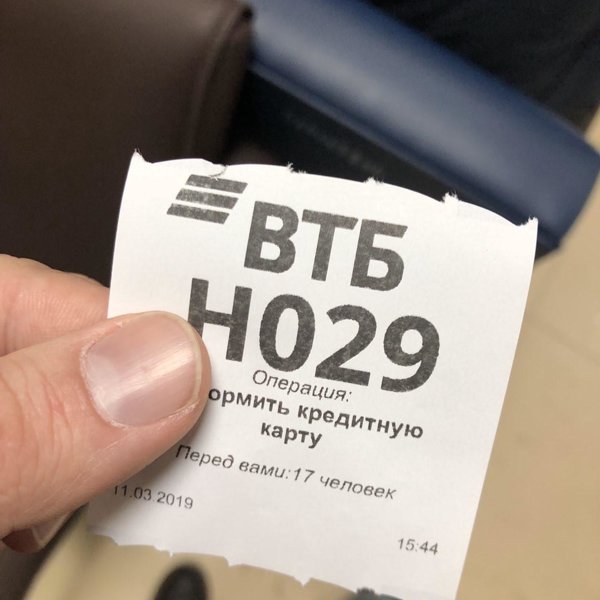 ВТБ
Н029
Операция:
ормить кредитную
карту
Перед вами:17 человек
11.03.2019
15:44